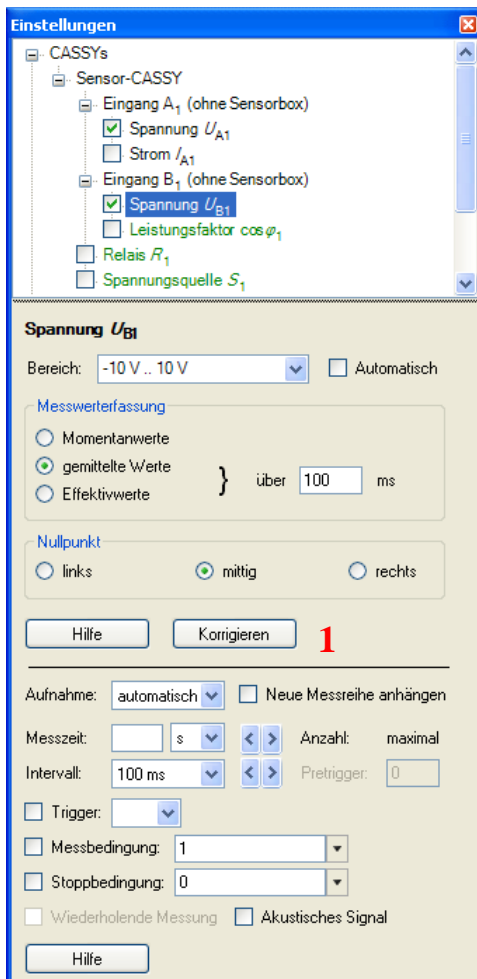 Einstellungen
CASSYs
Sensor-CASSY
Eingang A1 (ohne Sensorbox)
Spannung UA1
Strom IA1
Eingang B1 (ohne Sensorbox)
Spannung UB1
Leistungsfaktor cosφ1
Relais R1
Spannungsquelle S1
Spannung UB1
Bereich: -10 V .. 10 V Automatisch
Messwerterfassung
Momentanwerte
gemittelte Werte
Effektivwerte
} über 100 ms
Nullpunkt
links mittig rechts
Hilfe Korrigieren 1
Aufnahme: automatisch Neue Messreihe anhängen
Messzeit: s Anzahl: maximal
Intervall: 100 ms Pretrigger: 0
Trigger:
Messbedingung: 1
Stoppbedingung: 0
Wiederholende Messung Akustisches Signal
Hilfe